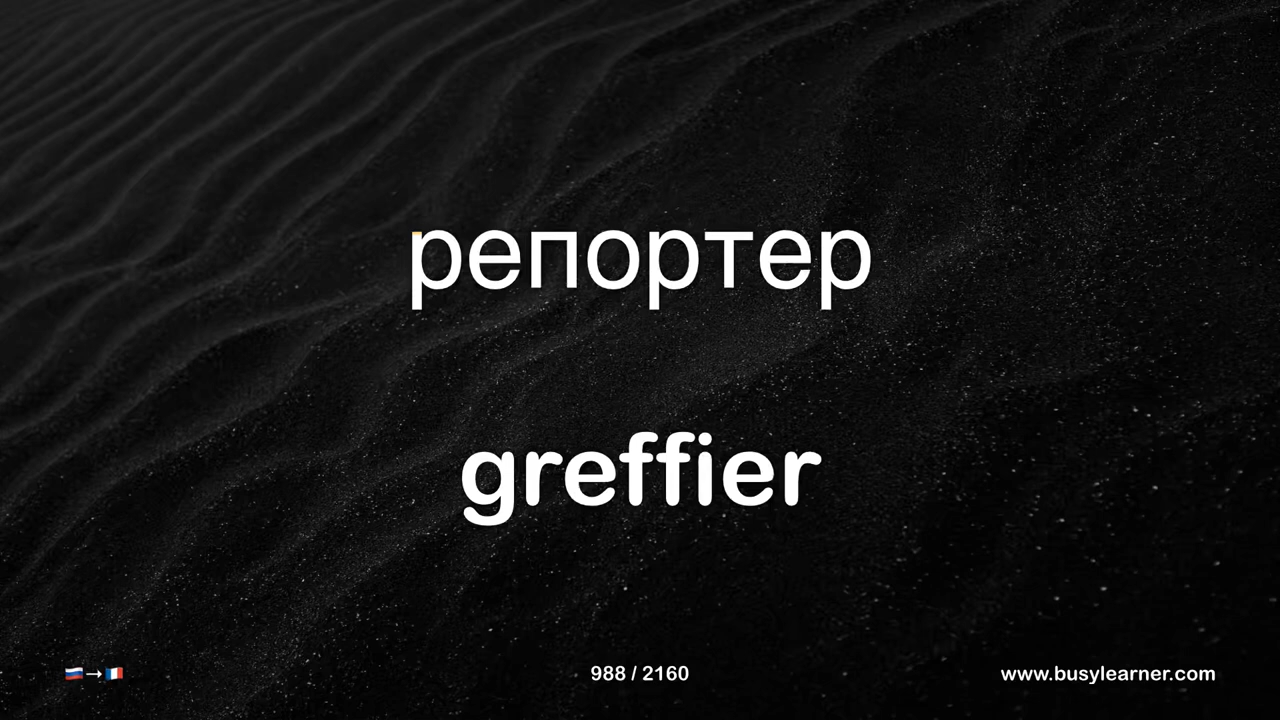 репортер
greffier
🇷🇺→🇫🇷
988 / 2160
www.busylearner.com